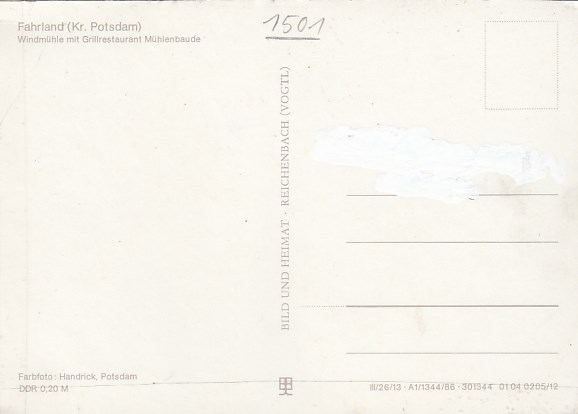 Fahrland (Kr. Potsdam)
Windmühle mit Grillrestaurant Mühlenbaude
1501
BILD UND HEIMAT · REICHENBACH (VOGTL)
Farbfoto: Handrick, Potsdam
DDR 0,20 M
III/26/13 · A1/1344/86 · 301344 01 04 0205/12